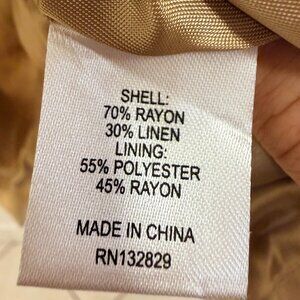 SHELL:
70% RAYON
30% LINEN
LINING:
55% POLYESTER
45% RAYON
MADE IN CHINA
RN132829